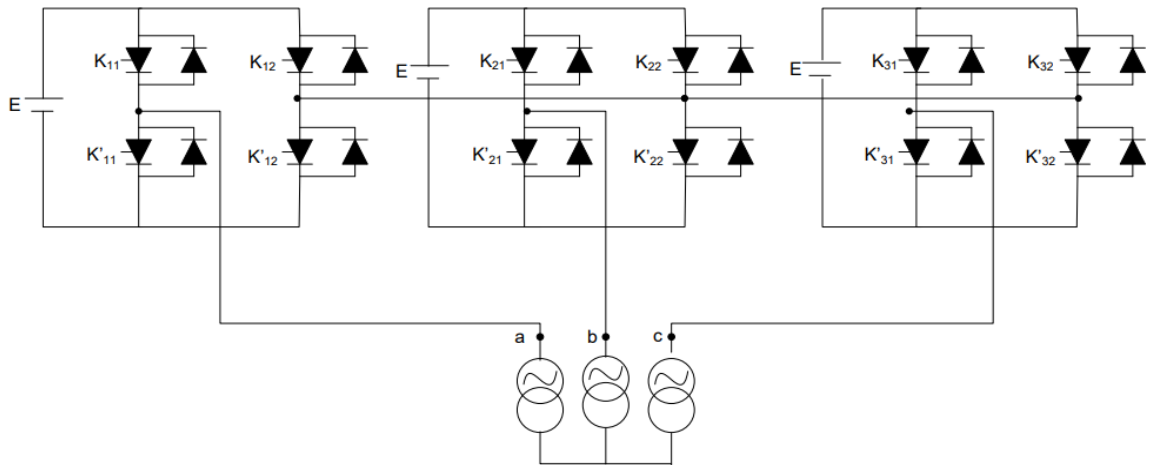 K₁₁ K₁₂ K₂₁ K₂₂ K₃₁ K₃₂
E E E
K'₁₁ K'₁₂ K'₂₁ K'₂₂ K'₃₁ K'₃₂
a b c